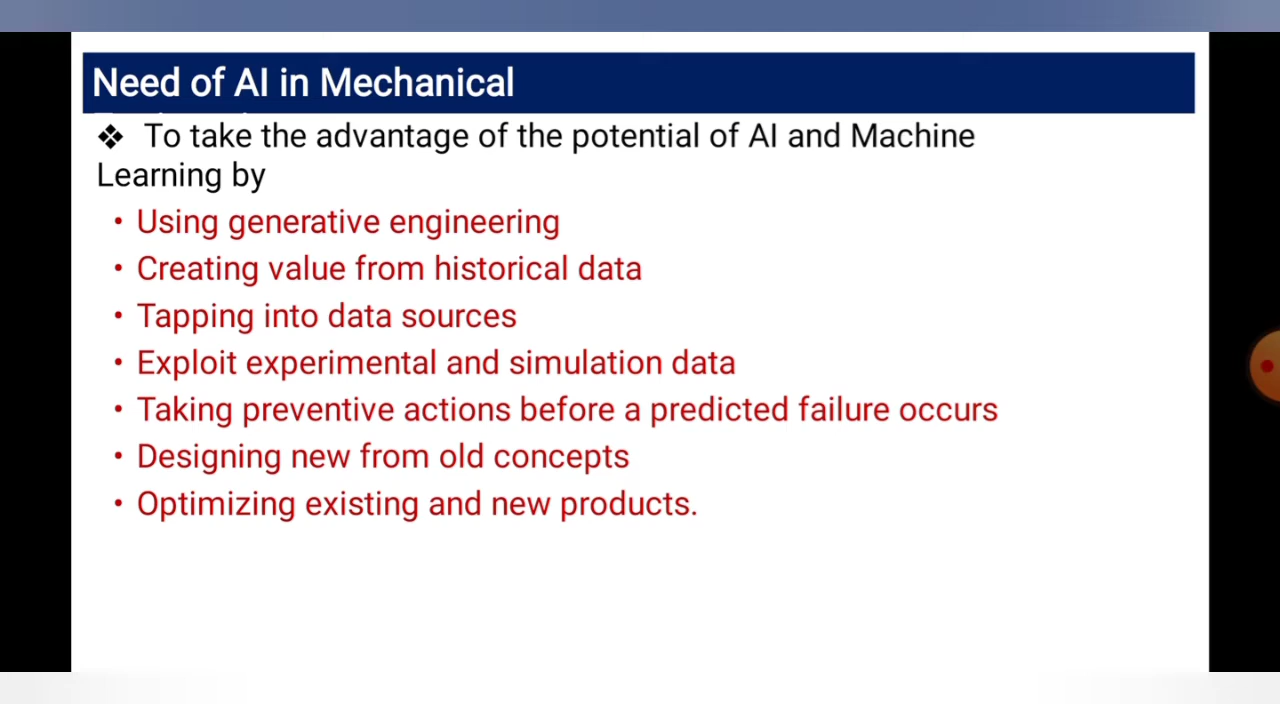 Need of AI in Mechanical
❖ To take the advantage of the potential of AI and Machine
Learning by
• Using generative engineering
• Creating value from historical data
• Tapping into data sources
• Exploit experimental and simulation data
• Taking preventive actions before a predicted failure occurs
• Designing new from old concepts
• Optimizing existing and new products.